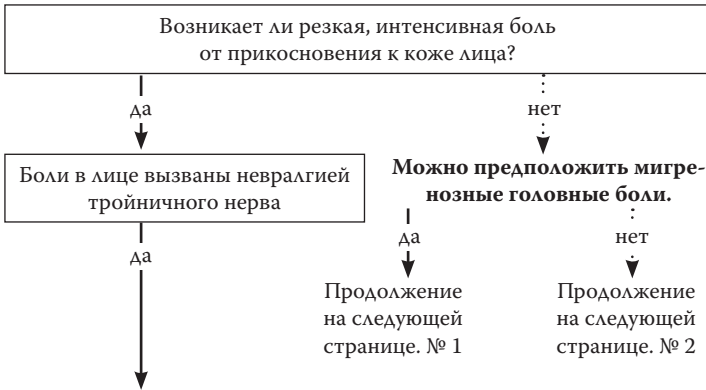 Возникает ли резкая, интенсивная боль
от прикосновения к коже лица?
да
нет
Боли в лице вызваны невралгией
тройничного нерва
Можно предположить мигре-
нозные головные боли.
да
да
нет
Продолжение
на следующей
странице. № 1
Продолжение
на следующей
странице. № 2